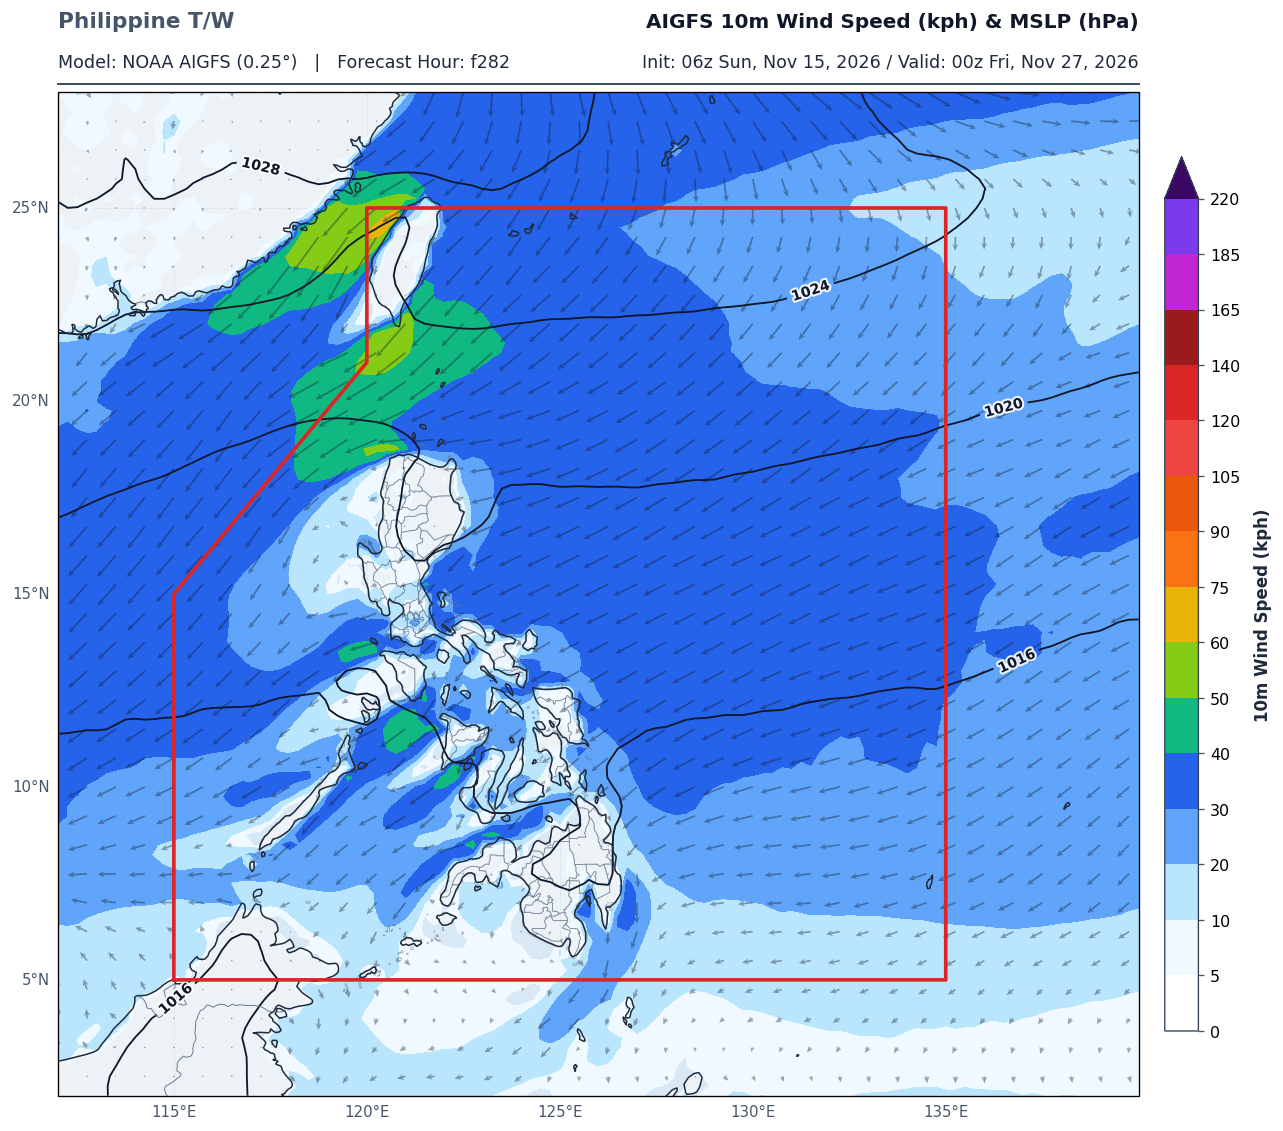 Philippine T/W
AIGFS 10m Wind Speed (kph) & MSLP (hPa)
Model: NOAA AIGFS (0.25°) | Forecast Hour: f282
Init: 06z Sun, Nov 15, 2026 / Valid: 00z Fri, Nov 27, 2026
1028
1024
1020
1016
1016
25°N
20°N
15°N
10°N
5°N
115°E
120°E
125°E
130°E
135°E
220
185
165
140
120
105
90
75
60
50
40
30
20
10
5
0
10m Wind Speed (kph)